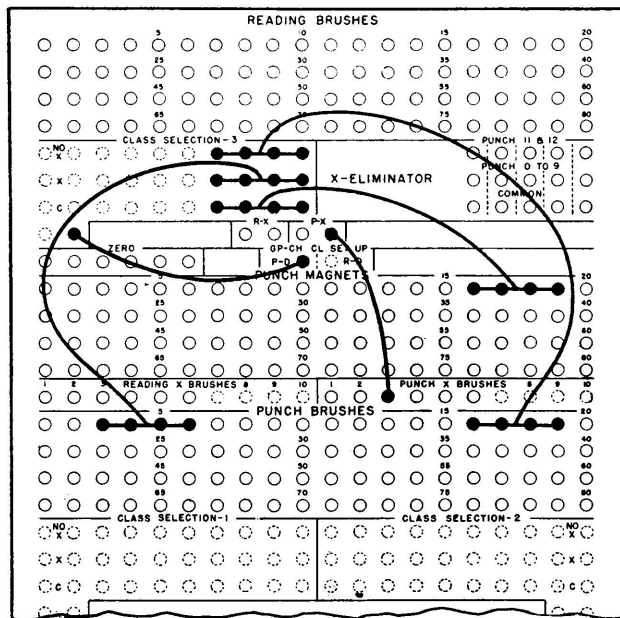 READING BRUSHES
5 10 15 20
25 30 35 40
45 50 55 60
65 70 75 80
CLASS SELECTION-3 PUNCH 11 & 12
NO
X
PUNCH 0 TO 9
X X-ELIMINATOR
COMMON
C
R-X P-X
ZERO GP-CH CL SET UP
P-D R-D
PUNCH MAGNETS
5 15 20
25 30 35 40
45 50 55 60
65 70 75 80
1 2 3 READING X BRUSHES 8 9 10 1 2 PUNCH X BRUSHES 8 9 10
PUNCH BRUSHES
5 15 20
25 30 35 40
45 50 55 60
65 70 75 80
CLASS SELECTION-1 CLASS SELECTION-2
NO NO
X X
X X
C C